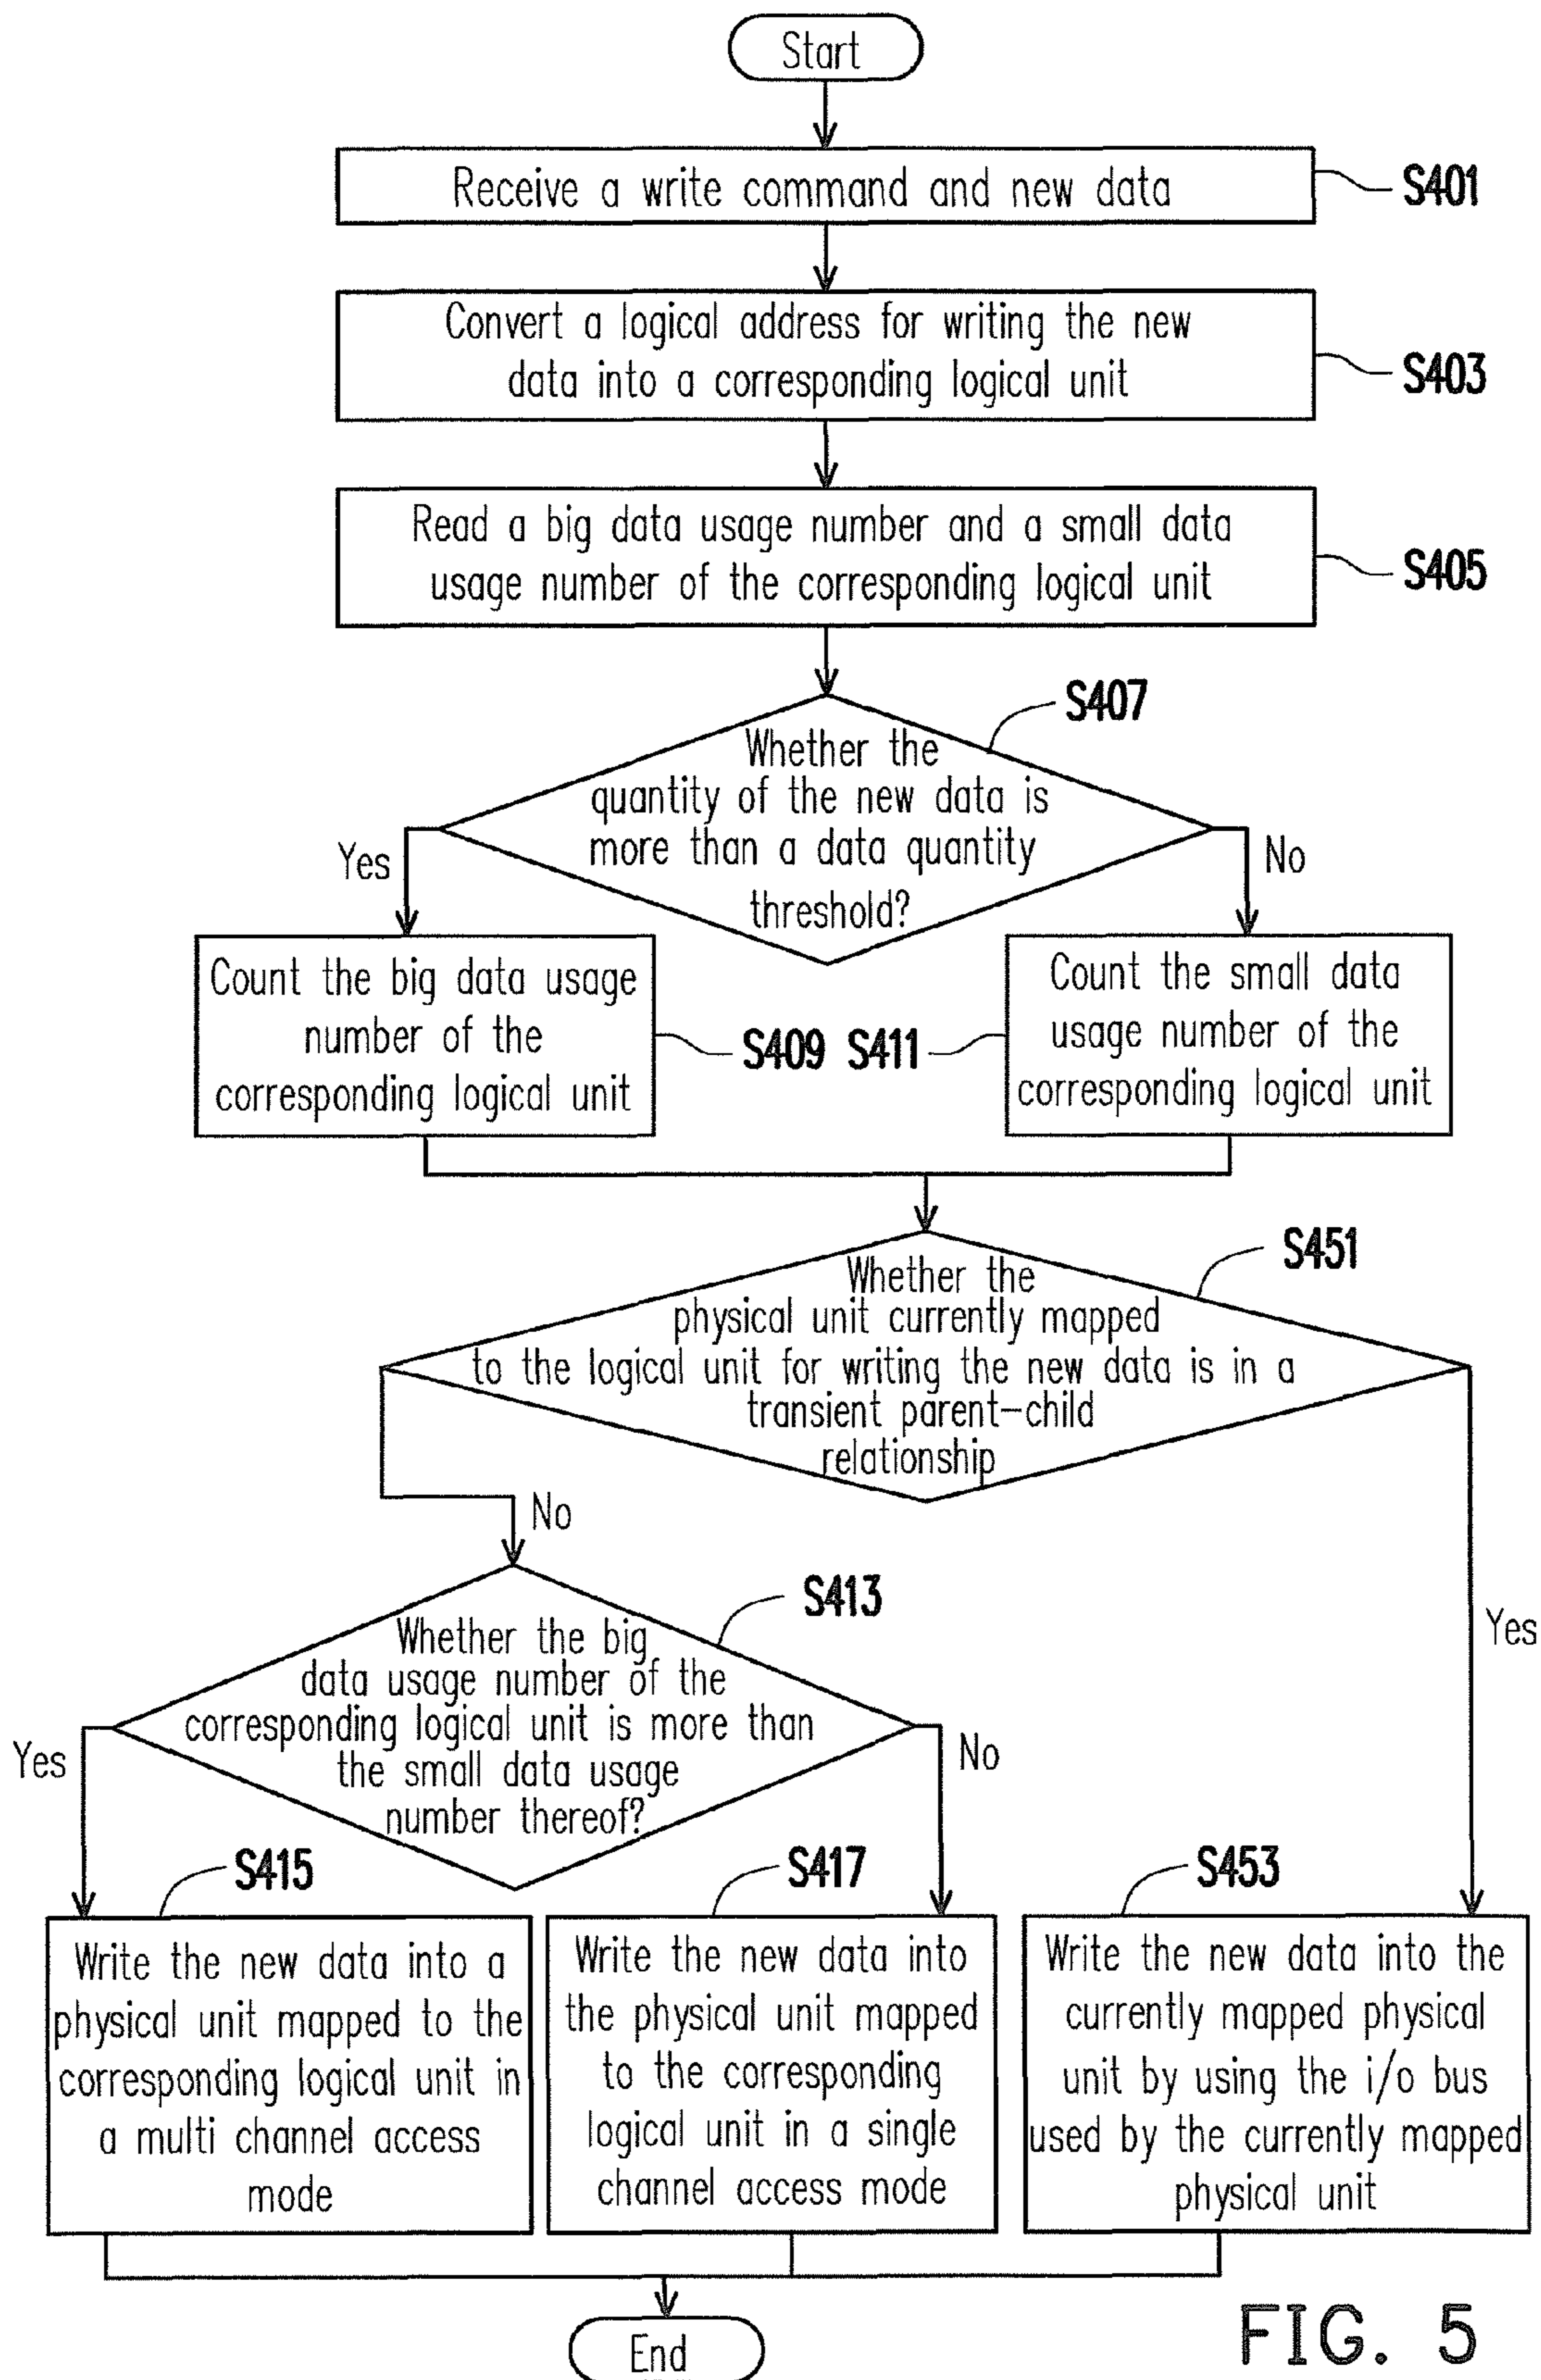 Start
Receive a write command and new data
S401
Convert a logical address for writing the new
data into a corresponding logical unit
S403
Read a big data usage number and a small data
usage number of the corresponding logical unit
S405
S407
Whether the
quantity of the new data is
more than a data quantity
threshold?
Yes
No
Count the big data usage
number of the
corresponding logical unit
S409
S411
Count the small data
usage number of the
corresponding logical unit
S451
Whether the
physical unit currently mapped
to the logical unit for writing the new data is in a
transient parent-child
relationship
No
Yes
S413
Whether the big
data usage number of the
corresponding logical unit is more than
the small data usage
number thereof?
Yes
No
S415
Write the new data into a
physical unit mapped to the
corresponding logical unit in
a multi channel access
mode
S417
Write the new data into
the physical unit mapped
to the corresponding
logical unit in a single
channel access mode
S453
Write the new data into the
currently mapped physical
unit by using the i/o bus
used by the currently mapped
physical unit
End
FIG. 5